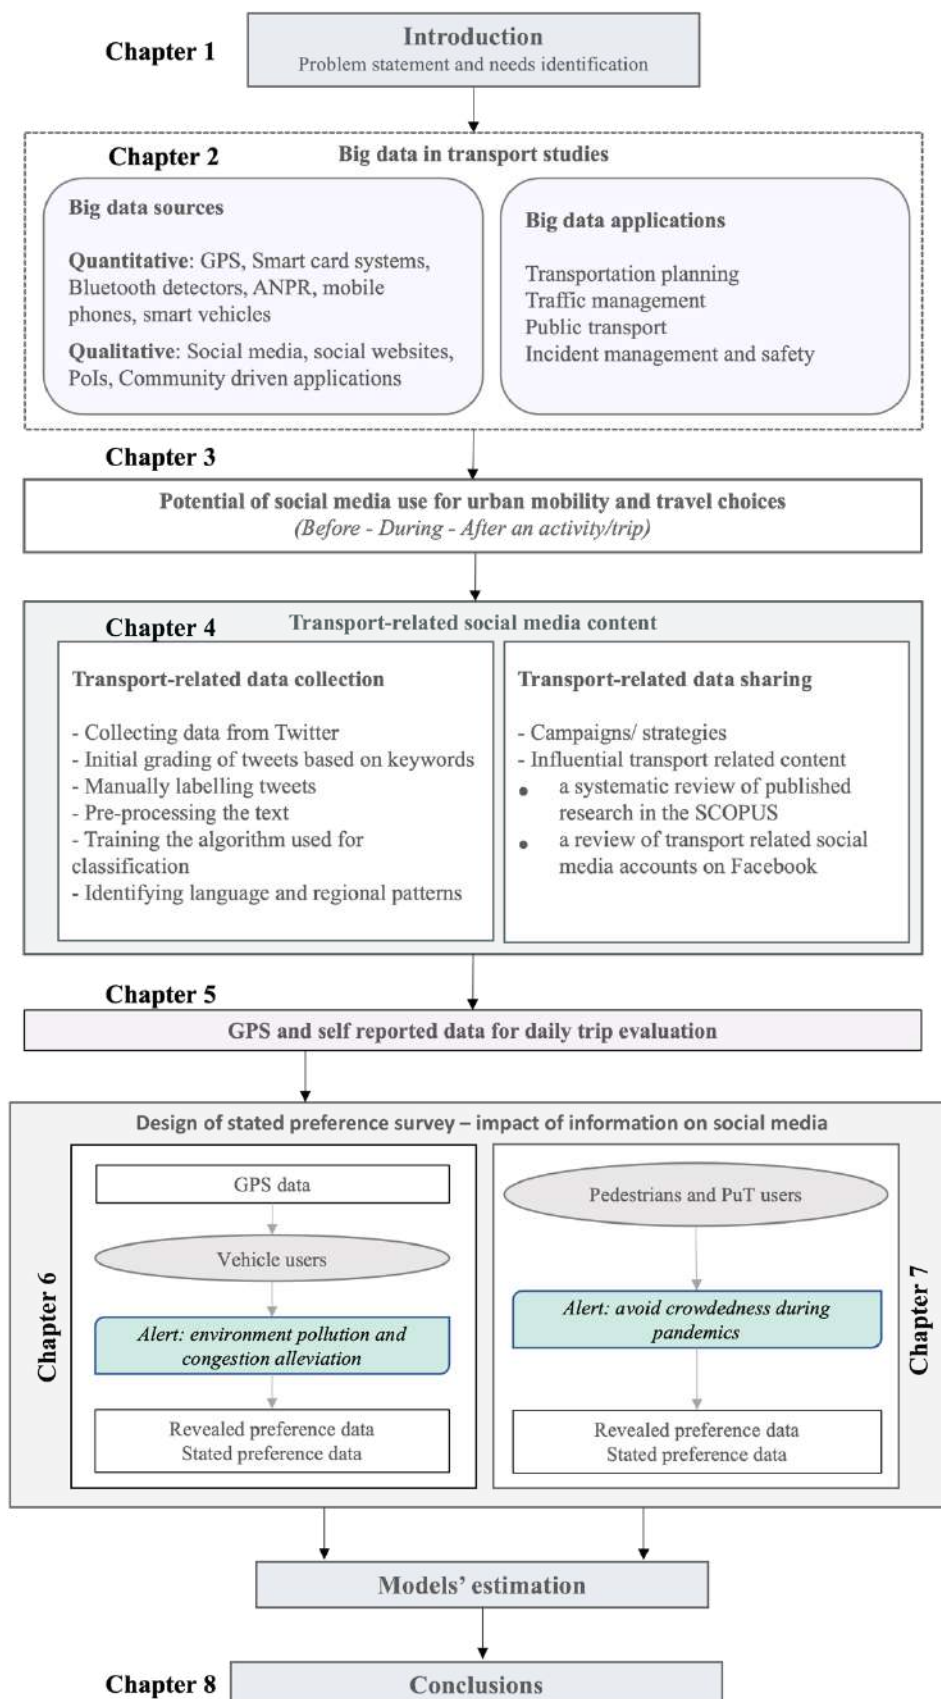 Chapter 1
Introduction
Problem statement and needs identification
Chapter 2
Big data in transport studies
Big data sources
Quantitative: GPS, Smart card systems,
Bluetooth detectors, ANPR, mobile
phones, smart vehicles
Qualitative: Social media, social websites,
PoIs, Community driven applications
Big data applications
Transportation planning
Traffic management
Public transport
Incident management and safety
Chapter 3
Potential of social media use for urban mobility and travel choices
(Before - During - After an activity/trip)
Chapter 4
Transport-related social media content
Transport-related data collection
- Collecting data from Twitter
- Initial grading of tweets based on keywords
- Manually labelling tweets
- Pre-processing the text
- Training the algorithm used for
classification
- Identifying language and regional patterns
Transport-related data sharing
- Campaigns/ strategies
- Influential transport related content
• a systematic review of published
research in the SCOPUS
• a review of transport related social
media accounts on Facebook
Chapter 5
GPS and self reported data for daily trip evaluation
Design of stated preference survey – impact of information on social media
Chapter 6
GPS data
Vehicle users
Alert: environment pollution and
congestion alleviation
Revealed preference data
Stated preference data
Pedestrians and PuT users
Alert: avoid crowdedness during
pandemics
Revealed preference data
Stated preference data
Chapter 7
Models' estimation
Chapter 8
Conclusions